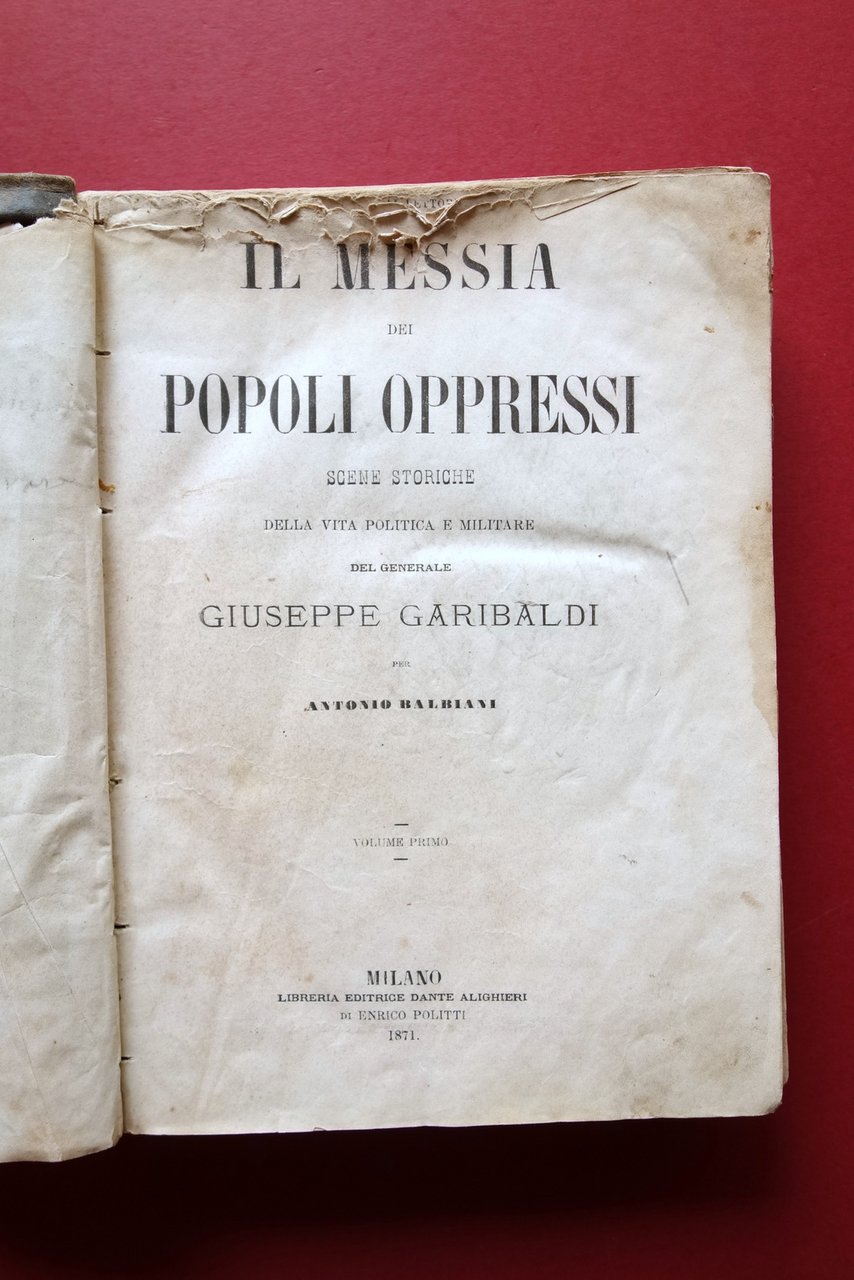 IL MESSIA
DEI
POPOLI OPPRESSI
SCENE STORICHE
DELLA VITA POLITICA E MILITARE
DEL GENERALE
GIUSEPPE GARIBALDI
PER
ANTONIO BALBIANI
VOLUME PRIMO
MILANO
LIBRERIA EDITRICE DANTE ALIGHIERI
DI ENRICO POLITTI
1871.